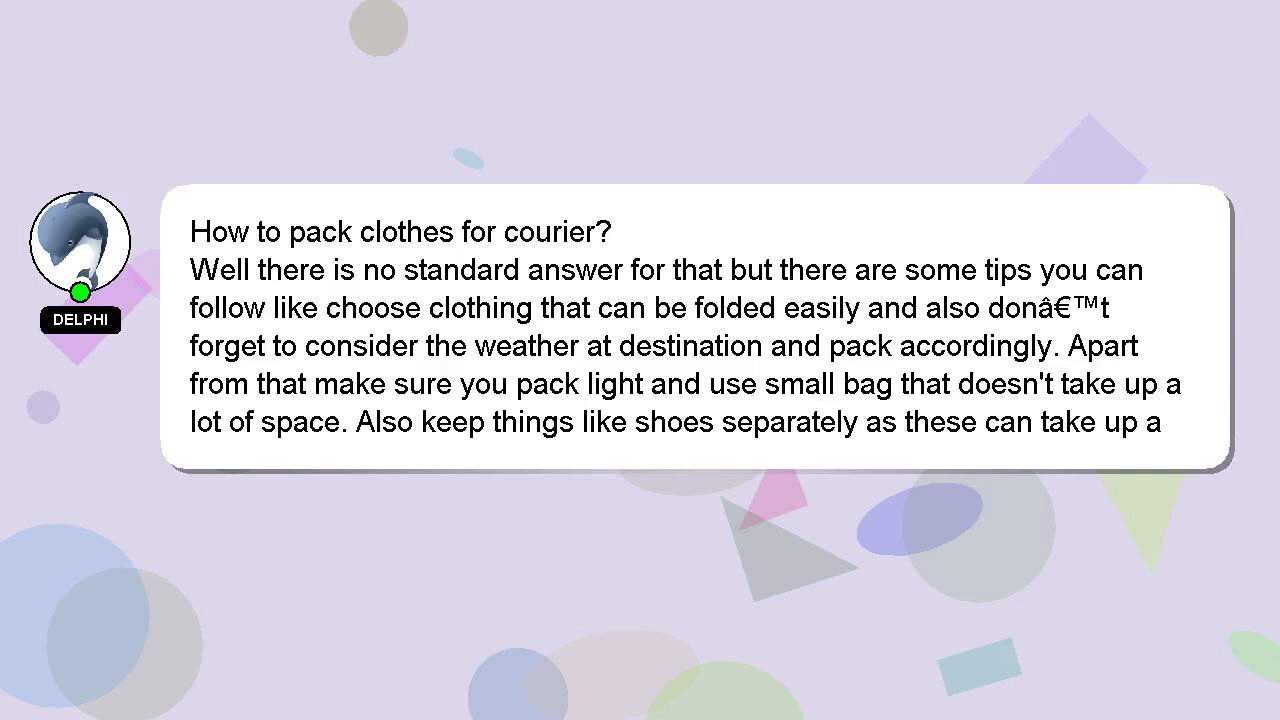 How to pack clothes for courier?
Well there is no standard answer for that but there are some tips you can
follow like choose clothing that can be folded easily and also donâ€™t
forget to consider the weather at destination and pack accordingly. Apart
from that make sure you pack light and use small bag that doesn't take up a
lot of space. Also keep things like shoes separately as these can take up a
DELPHI